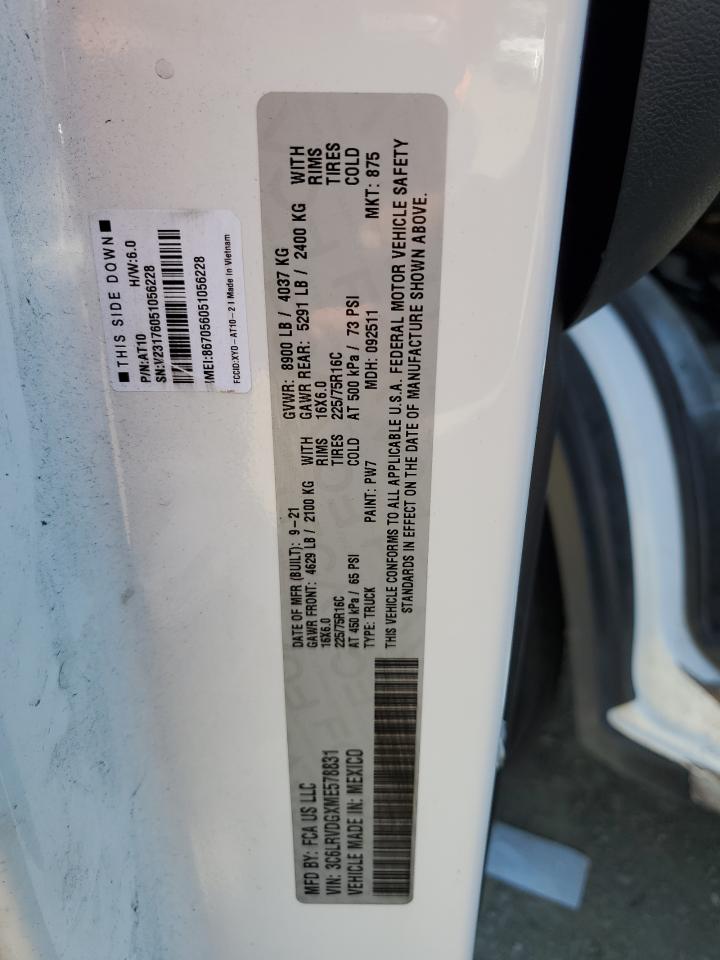 ■ THIS SIDE DOWN ■
P/N:AT10 H/W:6.0
SN:V23176051056228
IMEI:867056051056228
FCCID:XYD-AT10-2 I Made In Vietnam
MFD BY: FCA US LLC
VIN: 3C6LRVDGXME578831
VEHICLE MADE IN: MEXICO
DATE OF MFR (BUILT): 9-21 GVWR: 8900 LB / 4037 KG
GAWR FRONT: 4629 LB / 2100 KG WITH GAWR REAR: 5291 LB / 2400 KG WITH
16X6.0 RIMS 16X6.0 RIMS
225/75R16C TIRES 225/75R16C TIRES
AT 450 kPa / 65 PSI COLD AT 500 kPa / 73 PSI COLD
TYPE: TRUCK PAINT: PW7 MDH: 092511 MKT: 875
THIS VEHICLE CONFORMS TO ALL APPLICABLE U.S.A. FEDERAL MOTOR VEHICLE SAFETY
STANDARDS IN EFFECT ON THE DATE OF MANUFACTURE SHOWN ABOVE.